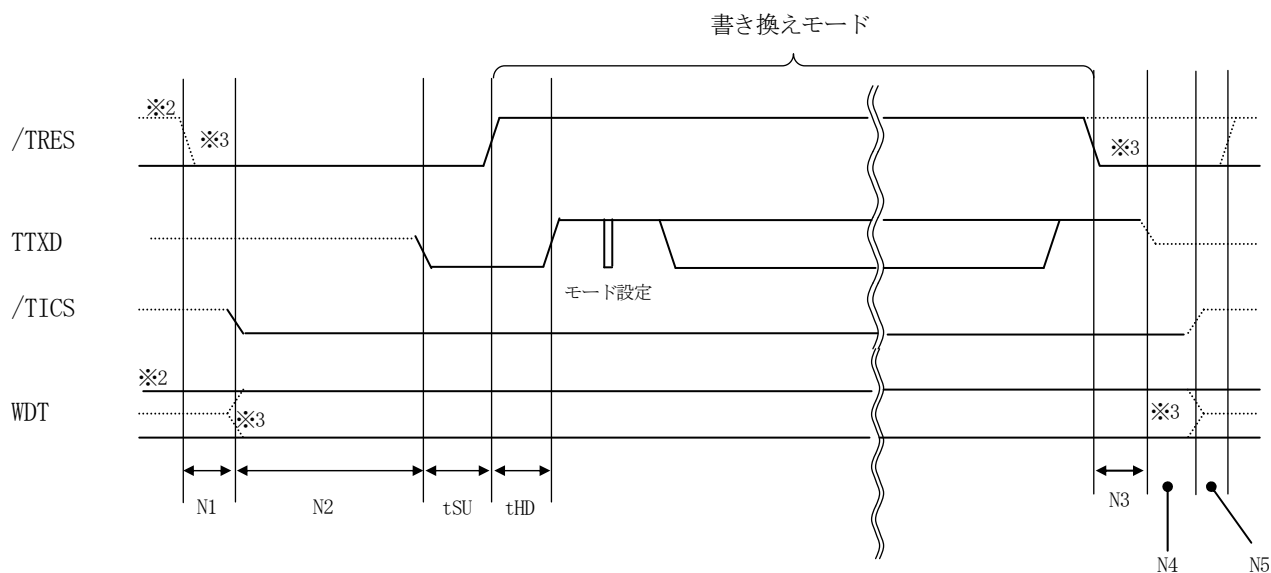 書き換えモード
※2
/TRES
※3
※3
TTXD
モード設定
/TICS
※2
WDT
※3
※3
N1
N2
tSU
tHD
N3
N4
N5